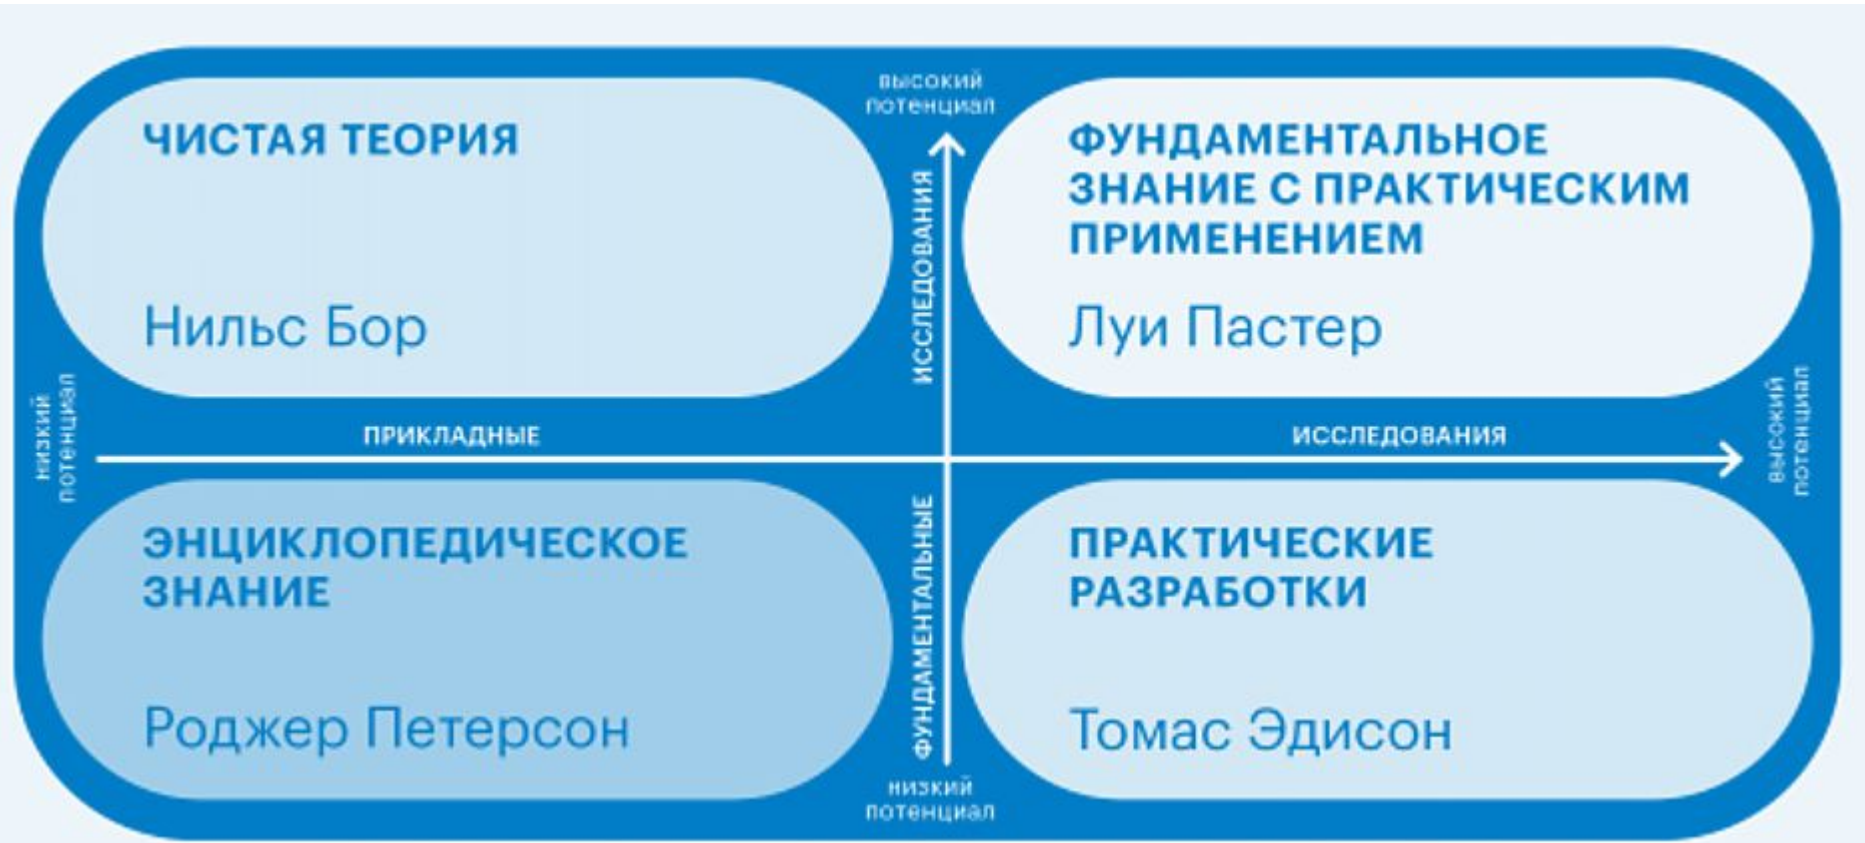 высокий
потенциал
ЧИСТАЯ ТЕОРИЯ
Нильс Бор
ФУНДАМЕНТАЛЬНОЕ
ЗНАНИЕ С ПРАКТИЧЕСКИМ
ПРИМЕНЕНИЕМ
Луи Пастер
ИССЛЕДОВАНИЯ
низкий
потенциал
ПРИКЛАДНЫЕ
ИССЛЕДОВАНИЯ
высокий
потенциал
ЭНЦИКЛОПЕДИЧЕСКОЕ
ЗНАНИЕ
Роджер Петерсон
ФУНДАМЕНТАЛЬНЫЕ
ПРАКТИЧЕСКИЕ
РАЗРАБОТКИ
Томас Эдисон
низкий
потенциал